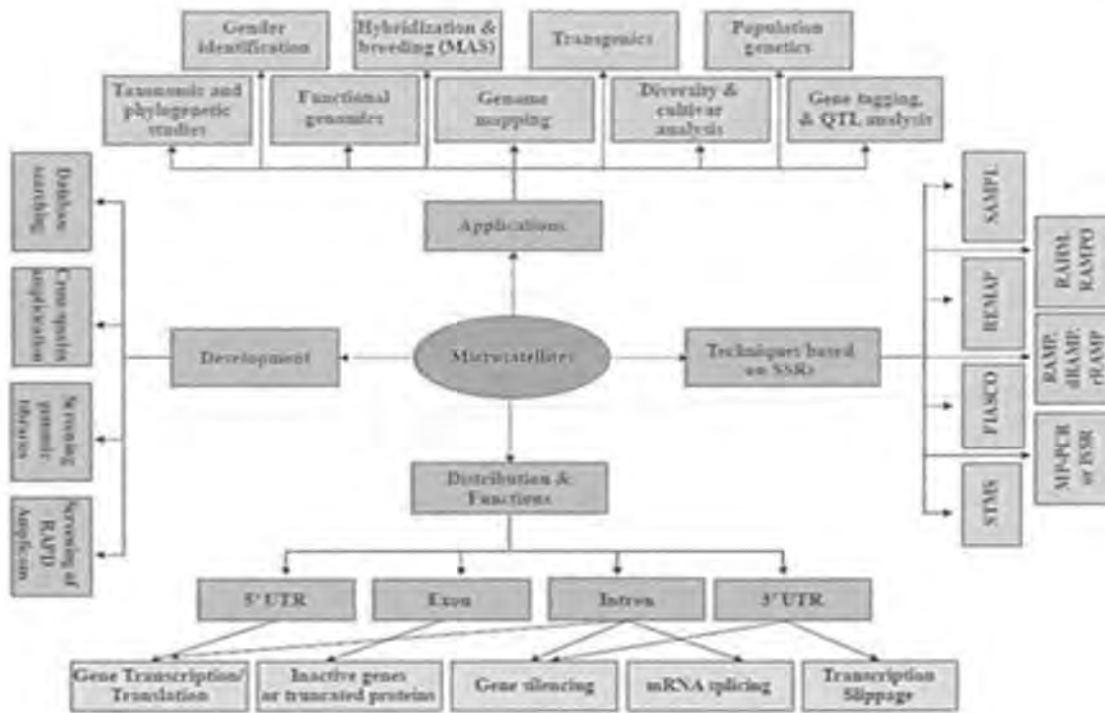 Gender
identification
Hybridization &
breeding (MAS)
Transgenics
Population
genetics
Taxonomic and
phylogenetic
studies
Functional
genomics
Genome
mapping
Diversity &
cultivar
analysis
Gene tagging,
& QTL analysis
Applications
Database
searching
Cross-species
amplification
Screening
genomic
libraries
Screening of
RAPD
Amplicons
Development
Microsatellites
Techniques based
on SSRs
SAMPL
RAHM,
RAMPO
REMAP
RAMP,
dRAMP,
rRAMP
FIASCO
MP-PCR
or ISSR
STMS
Distribution &
Functions
5' UTR
Exon
Intron
3' UTR
Gene Transcription/
Translation
Inactive genes
or truncated proteins
Gene silencing
mRNA splicing
Transcription
Slippage